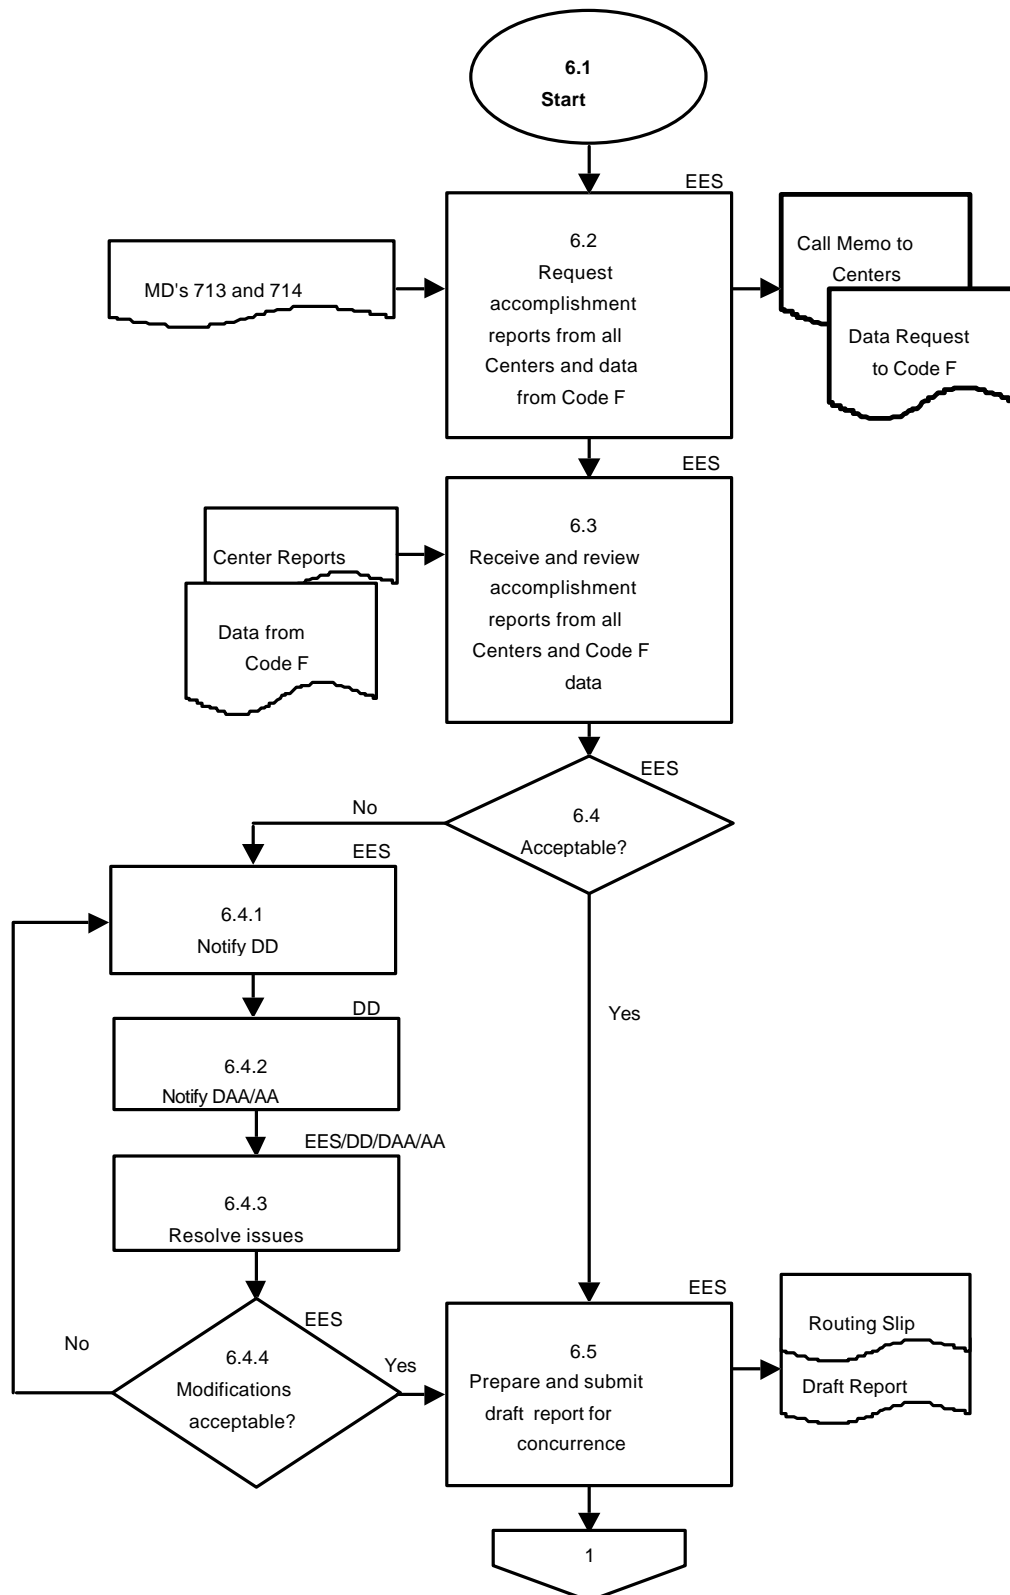 6.1
Start
EES
6.2
Request
accomplishment
reports from all
Centers and data
from Code F
MD's 713 and 714
Call Memo to
Centers
Data Request
to Code F
EES
6.3
Receive and review
accomplishment
reports from all
Centers and Code F
data
Center Reports
Data from
Code F
EES
6.4
Acceptable?
No
EES
6.4.1
Notify DD
Yes
DD
6.4.2
Notify DAA/AA
EES/DD/DAA/AA
6.4.3
Resolve issues
EES
6.4.4
Modifications
acceptable?
No
Yes
EES
6.5
Prepare and submit
draft report for
concurrence
Routing Slip
Draft Report
1